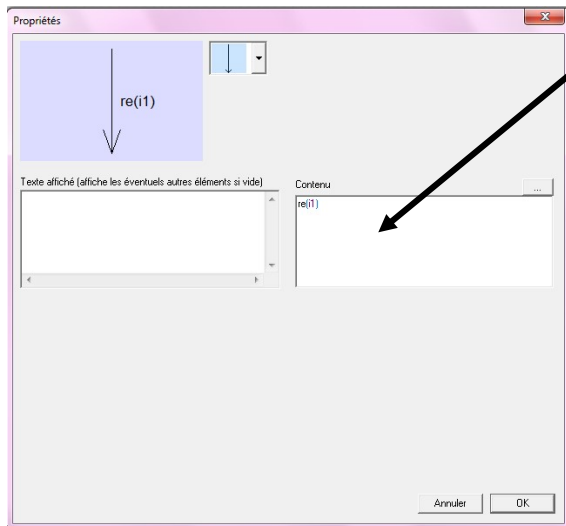 Propriétés
re(i1)
Texte affiché (affiche les éventuels autres éléments si vide)
Contenu
...
re(i1)
Annuler
OK